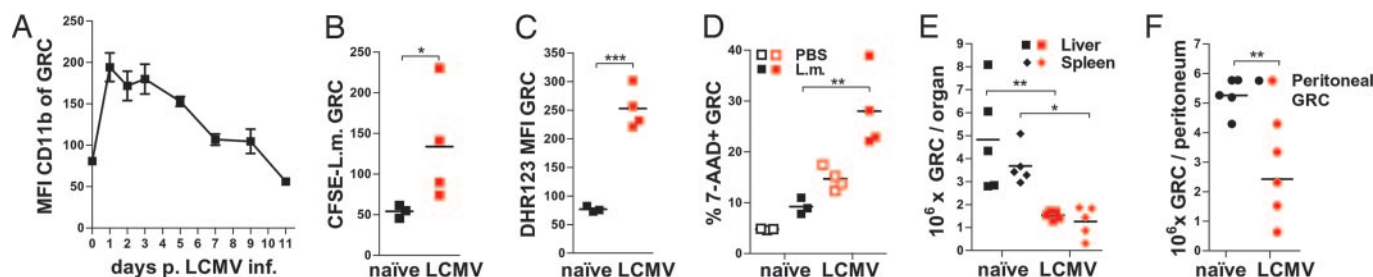 A
MFI CD11b of GRC
250
200
150
100
50
0
0 1 2 3 4 5 6 7 8 9 10 11
days p. LCMV inf.
B
CFSE-L.m. GRC
250
200
150
100
50
0
*
naïve LCMV
C
DHR123 MFI GRC
350
300
250
200
150
100
50
0
***
naïve LCMV
D
% 7-AAD+ GRC
40
30
20
10
0
PBS
L.m.
**
naïve LCMV
E
10⁶ x GRC / organ
9
8
7
6
5
4
3
2
1
0
Liver
Spleen
**
*
naïve LCMV
F
10⁶x GRC / peritoneum
8
7
6
5
4
3
2
1
0
**
Peritoneal
GRC
naïve LCMV